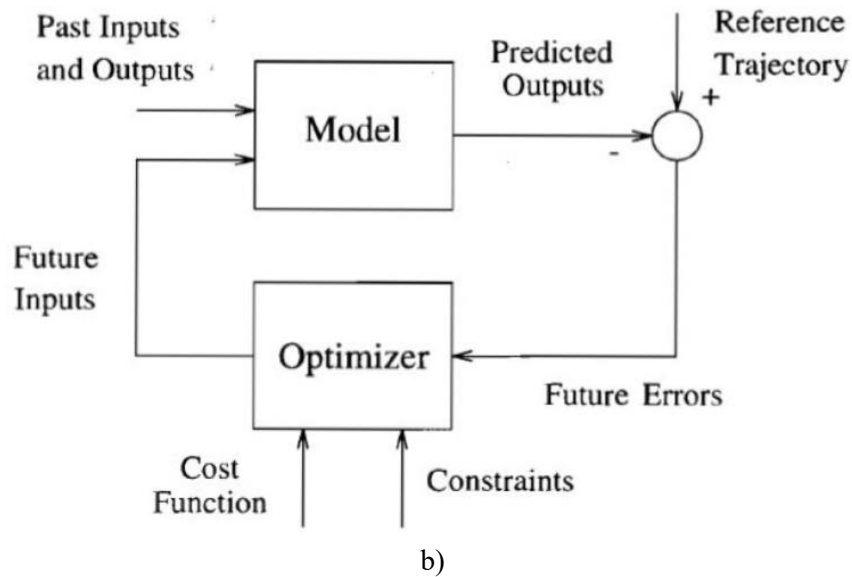 Past Inputs
and Outputs
Reference
Trajectory
Predicted
Outputs
+
Model
-
Future
Inputs
Optimizer
Future Errors
Cost
Function
Constraints
b)